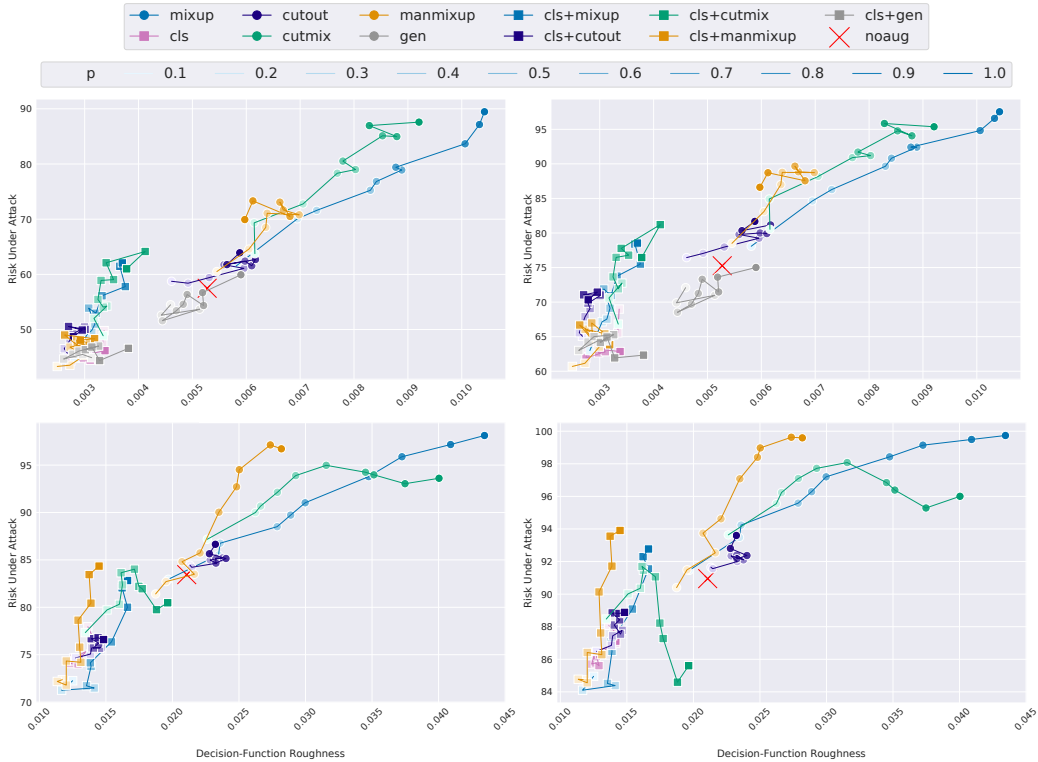 mixup cutout manmixup cls+mixup cls+cutmix cls+gen
cls cutmix gen cls+cutout cls+manmixup noaug
p 0.1 0.2 0.3 0.4 0.5 0.6 0.7 0.8 0.9 1.0
Risk Under Attack
90
80
70
60
50
0.003 0.004 0.005 0.006 0.007 0.008 0.009 0.010
Risk Under Attack
95
90
85
80
75
70
65
60
0.003 0.004 0.005 0.006 0.007 0.008 0.009 0.010
Risk Under Attack
95
90
85
80
75
70
0.010 0.015 0.020 0.025 0.030 0.035 0.040 0.045
Decision-Function Roughness
Risk Under Attack
100
98
96
94
92
90
88
86
84
0.010 0.015 0.020 0.025 0.030 0.035 0.040 0.045
Decision-Function Roughness